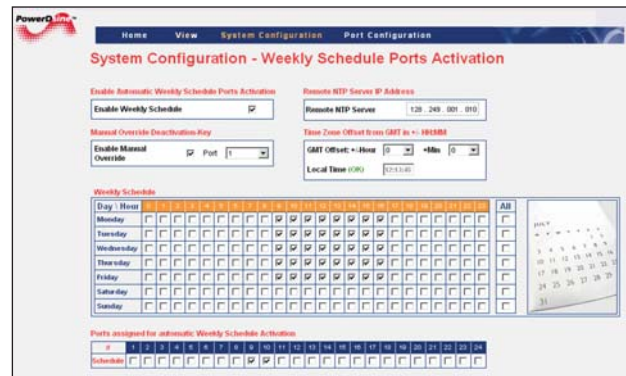 PowerDsine
Home View System Configuration Port Configuration
System Configuration - Weekly Schedule Ports Activation
Enable Automatic Weekly Schedule Ports Activation
Enable Weekly Schedule
Remote NTP Server IP Address
Remote NTP Server 128 . 249 . 001 . 010
Manual Override Deactivation-Key
Enable Manual Override Port 1
Time Zone Offset from GMT in +/- HH:MM
GMT Offset: +-Hour 0 +Min 0
Local Time (OK)
Weekly Schedule
Day \ Hour 0 1 2 3 4 5 6 7 8 9 10 11 12 13 14 15 16 17 18 19 20 21 22 23 All
Monday
Tuesday
Wednesday
Thursday
Friday
Saturday
Sunday
Ports assigned for automatic Weekly Schedule Activation
# 1 2 3 4 5 6 7 8 9 10 11 12 13 14 15 16 17 18 19 20 21 22 23 24
Schedule